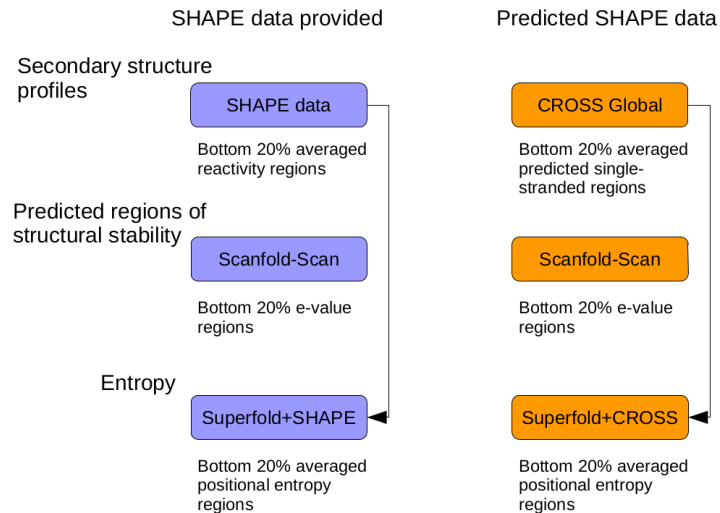 SHAPE data provided
Predicted SHAPE data
Secondary structure
profiles
SHAPE data
CROSS Global
Bottom 20% averaged
reactivity regions
Bottom 20% averaged
predicted single-
stranded regions
Predicted regions of
structural stability
Scanfold-Scan
Scanfold-Scan
Bottom 20% e-value
regions
Bottom 20% e-value
regions
Entropy
Superfold+SHAPE
Superfold+CROSS
Bottom 20% averaged
positional entropy
regions
Bottom 20% averaged
positional entropy
regions